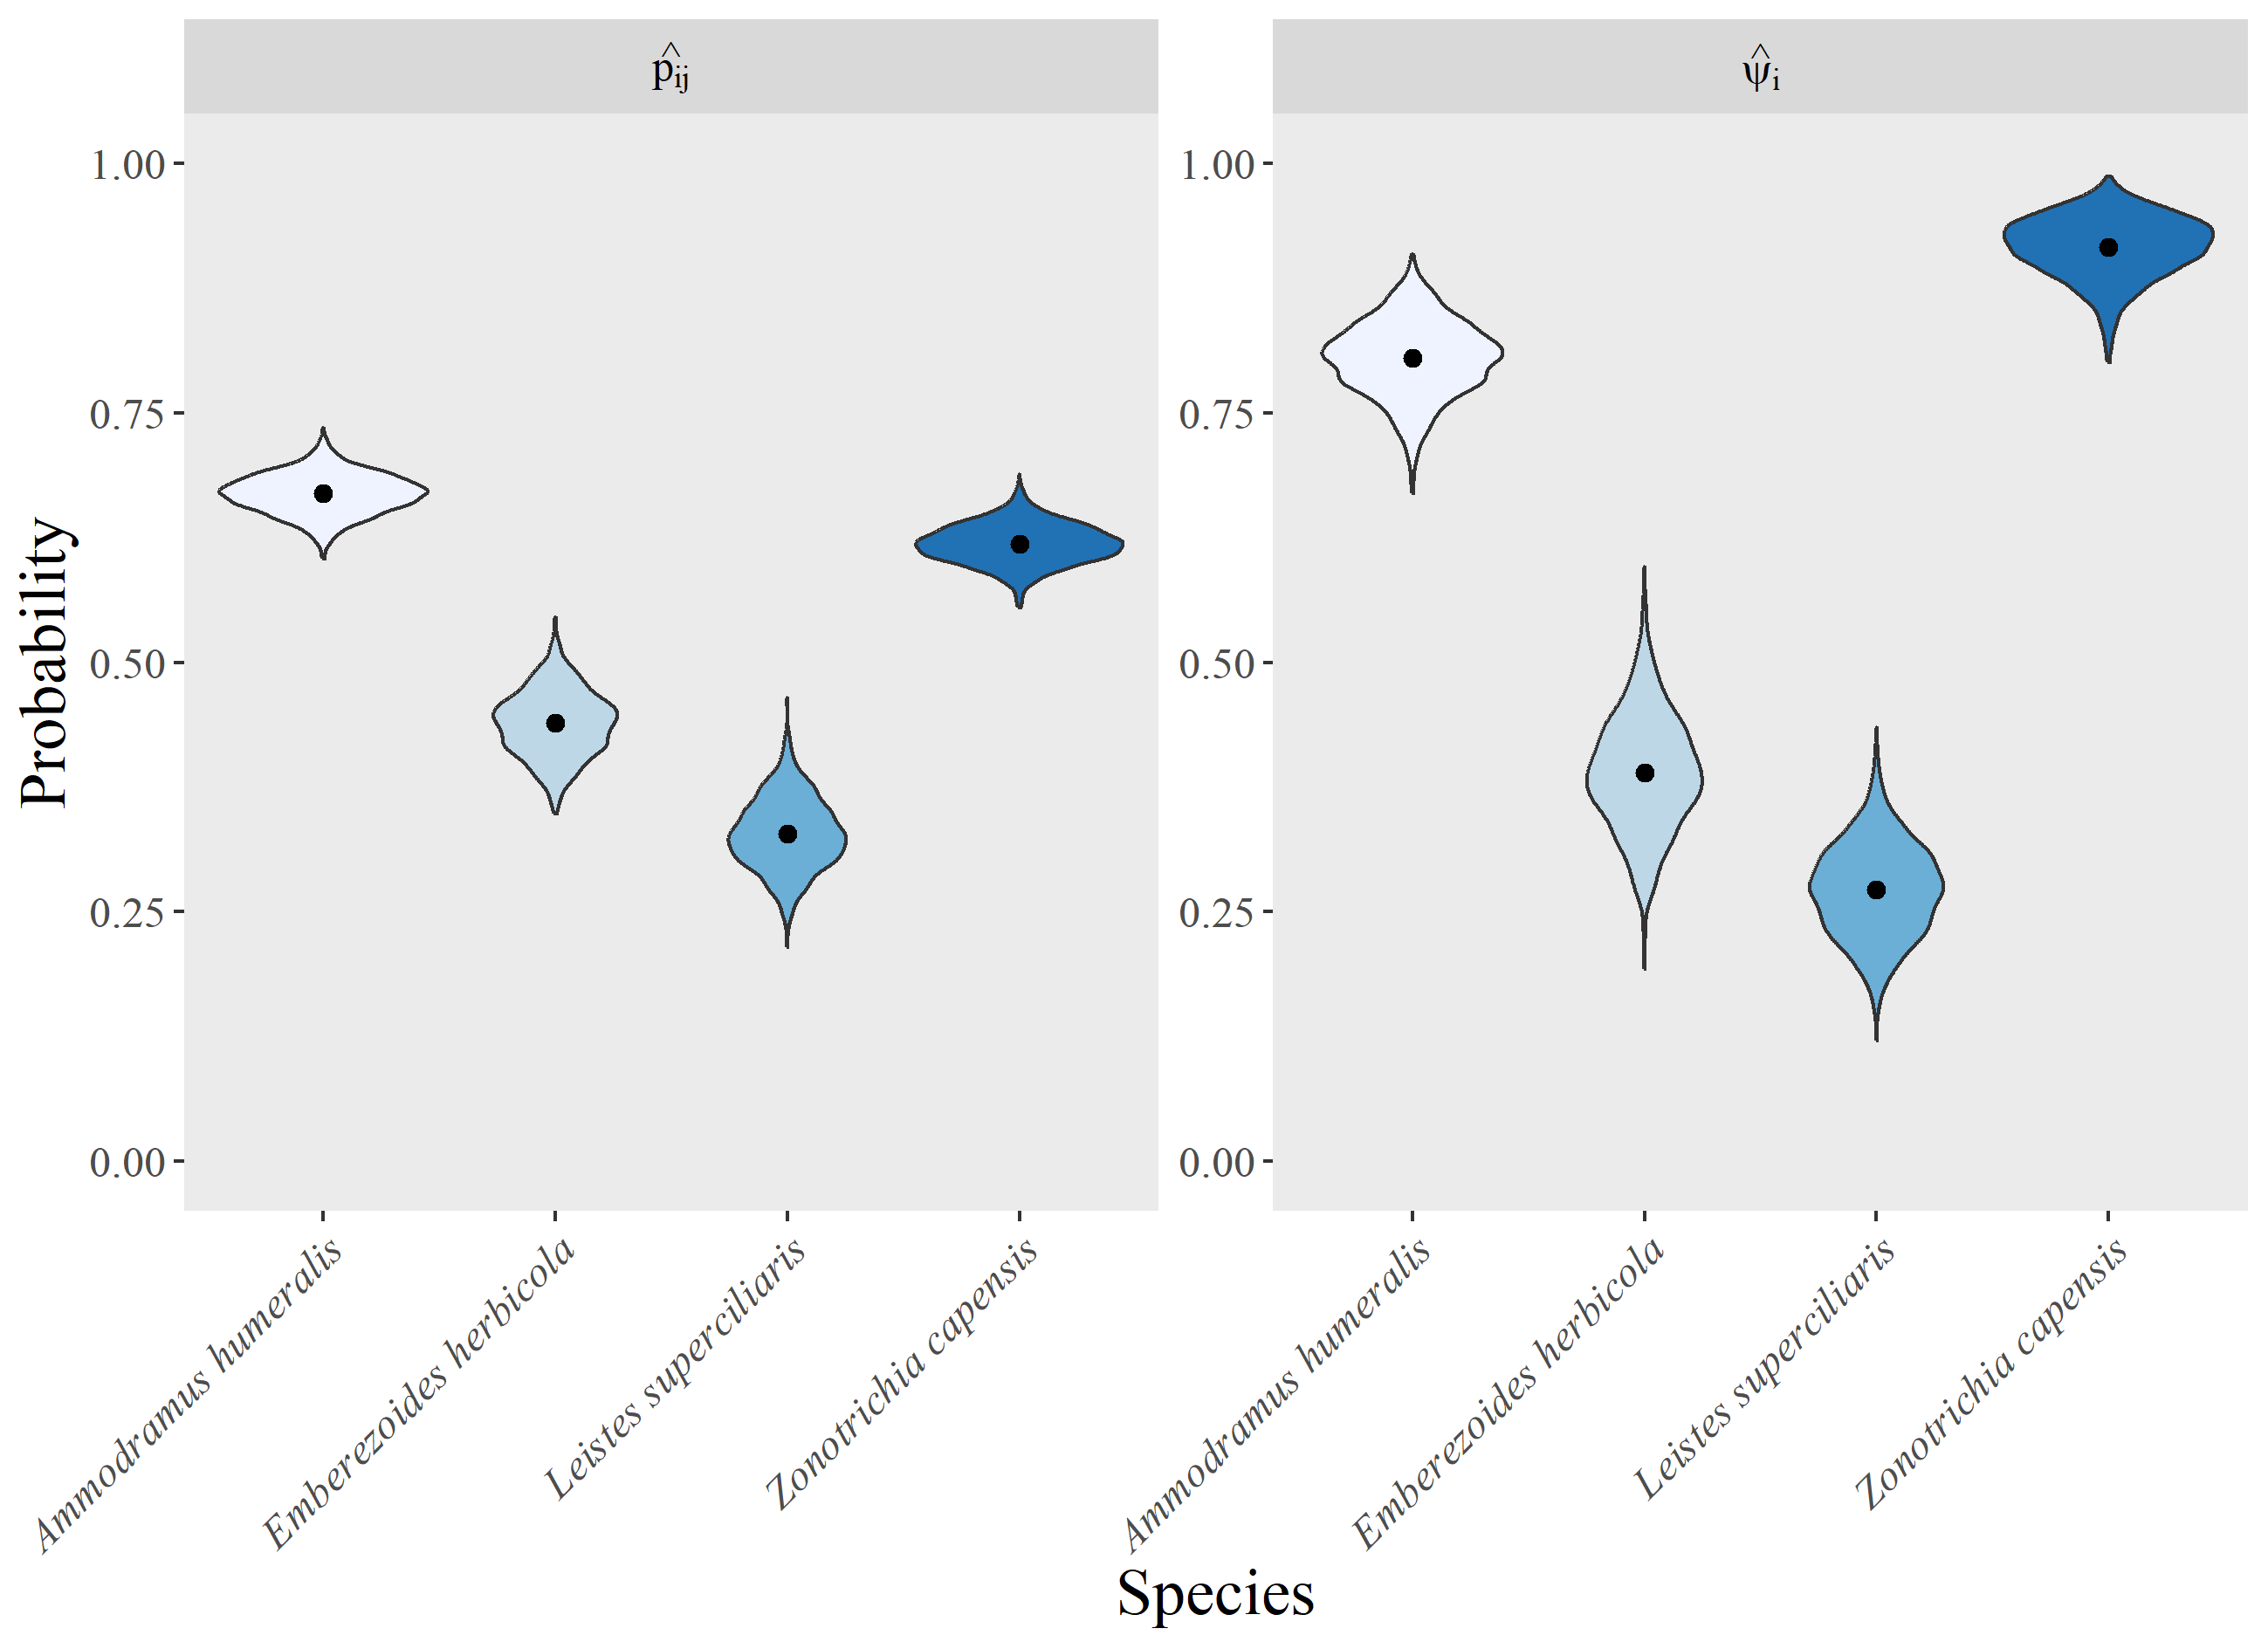 p̂ij
ψ̂i
Probability
1.00
0.75
0.50
0.25
0.00
1.00
0.75
0.50
0.25
0.00
Ammodramus humeralis
Emberezoides herbicola
Leistes superciliaris
Zonotrichia capensis
Ammodramus humeralis
Emberezoides herbicola
Leistes superciliaris
Zonotrichia capensis
Species